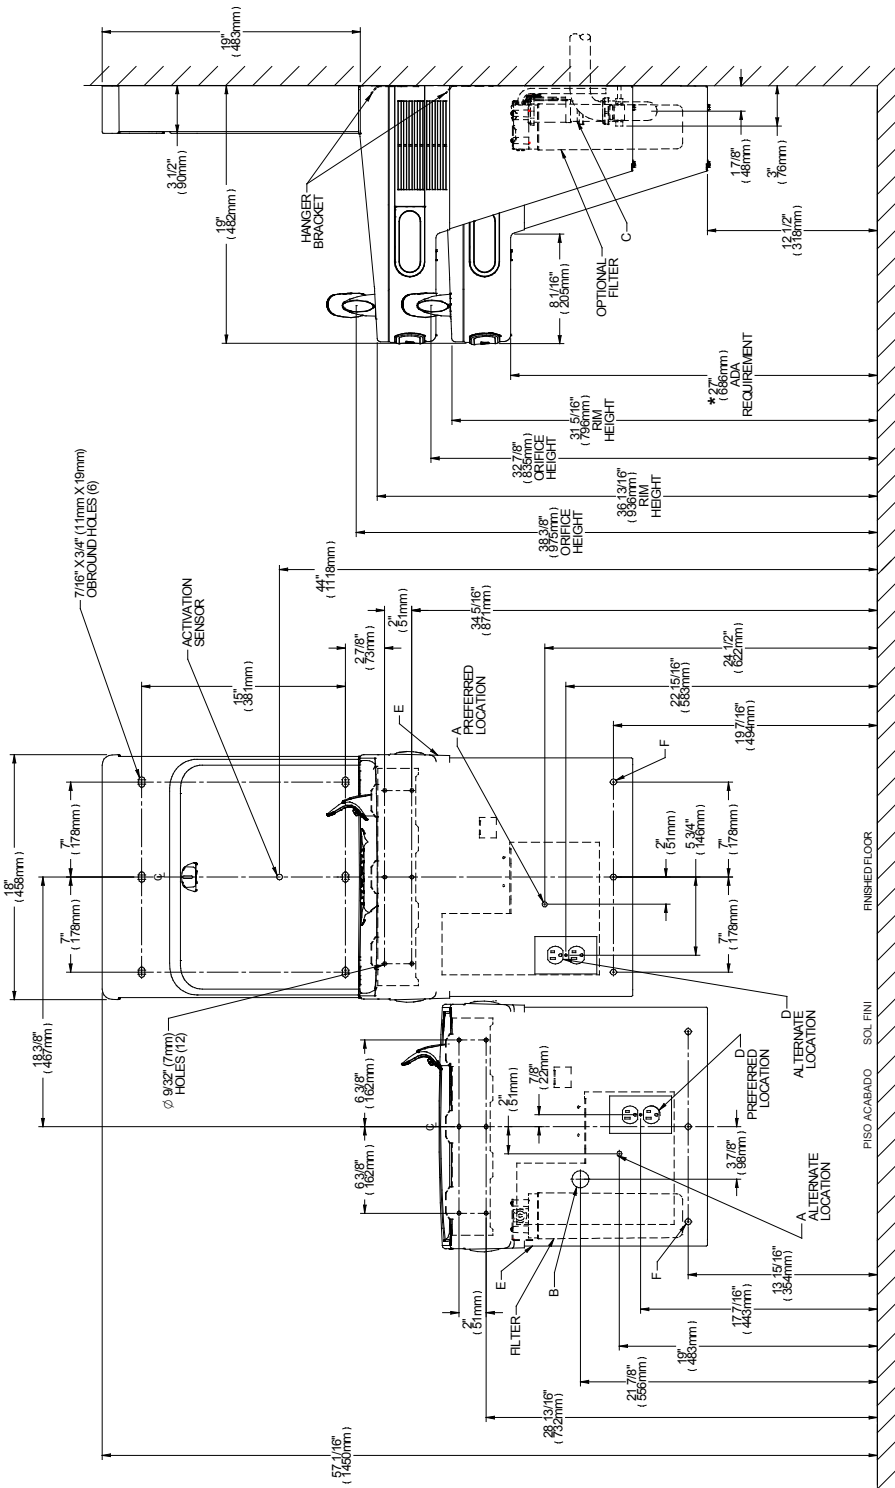 57 1/16"
(1450mm)
18 3/8"
(467mm)
18"
(458mm)
7"
(178mm)
7"
(178mm)
7/16" X 3/4" (11mm X 19mm)
OBROUND HOLES (6)
ACTIVATION
SENSOR
15"
(381mm)
2 7/8"
(73mm)
2"
(51mm)
44"
(1118mm)
34 5/16"
(871mm)
Ø 9/32" (7mm)
HOLES (12)
6 3/8"
(162mm)
6 3/8"
(162mm)
7/8"
(22mm)
2"
(51mm)
2"
(51mm)
28 13/16"
(732mm)
FILTER
E
B
F
21 7/8"
(556mm)
19"
(483mm)
17 7/16"
(443mm)
13 15/16"
(354mm)
A
ALTERNATE
LOCATION
3 7/8"
(98mm)
D
PREFERRED
LOCATION
D
ALTERNATE
LOCATION
E
A
PREFERRED
LOCATION
F
7"
(178mm)
7"
(178mm)
2"
(51mm)
5 3/4"
(146mm)
24 1/2"
(622mm)
22 15/16"
(583mm)
19 7/16"
(494mm)
PISO ACABADO SOL FINI FINISHED FLOOR
19"
(483mm)
3 1/2"
(90mm)
19"
(482mm)
HANGER
BRACKET
38 3/8"
(975mm)
ORIFICE
HEIGHT
36 13/16"
(936mm)
RIM
HEIGHT
32 7/8"
(835mm)
ORIFICE
HEIGHT
31 5/16"
(796mm)
RIM
HEIGHT
*27"
(686mm)
ADA
REQUIREMENT
8 1/16"
(205mm)
OPTIONAL
FILTER
C
1 7/8"
(48mm)
3"
(76mm)
12 1/2"
(318mm)